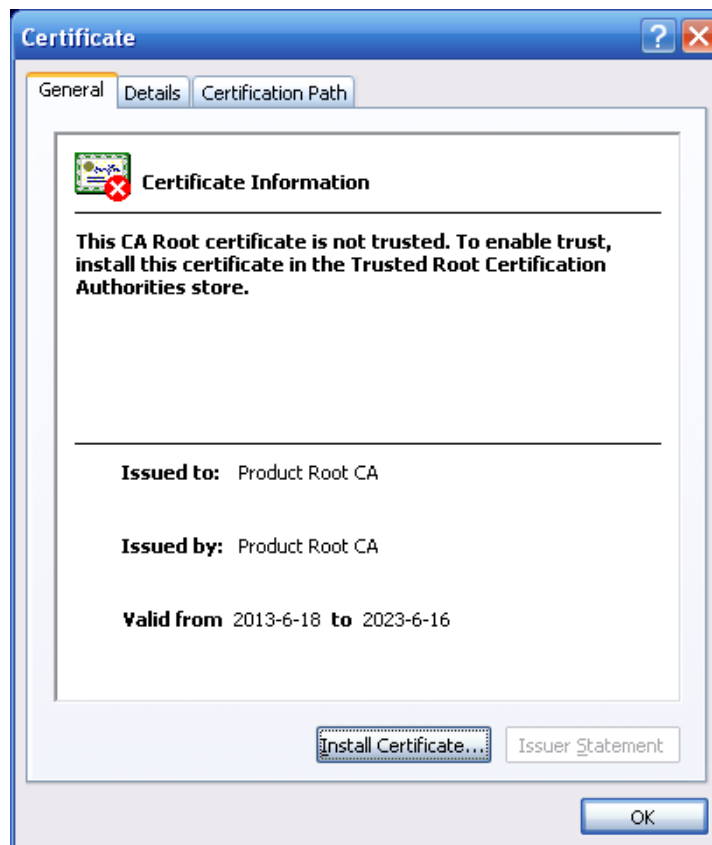 Certificate
General Details Certification Path
Certificate Information
This CA Root certificate is not trusted. To enable trust,
install this certificate in the Trusted Root Certification
Authorities store.
Issued to: Product Root CA
Issued by: Product Root CA
Valid from 2013-6-18 to 2023-6-16
Install Certificate... Issuer Statement
OK